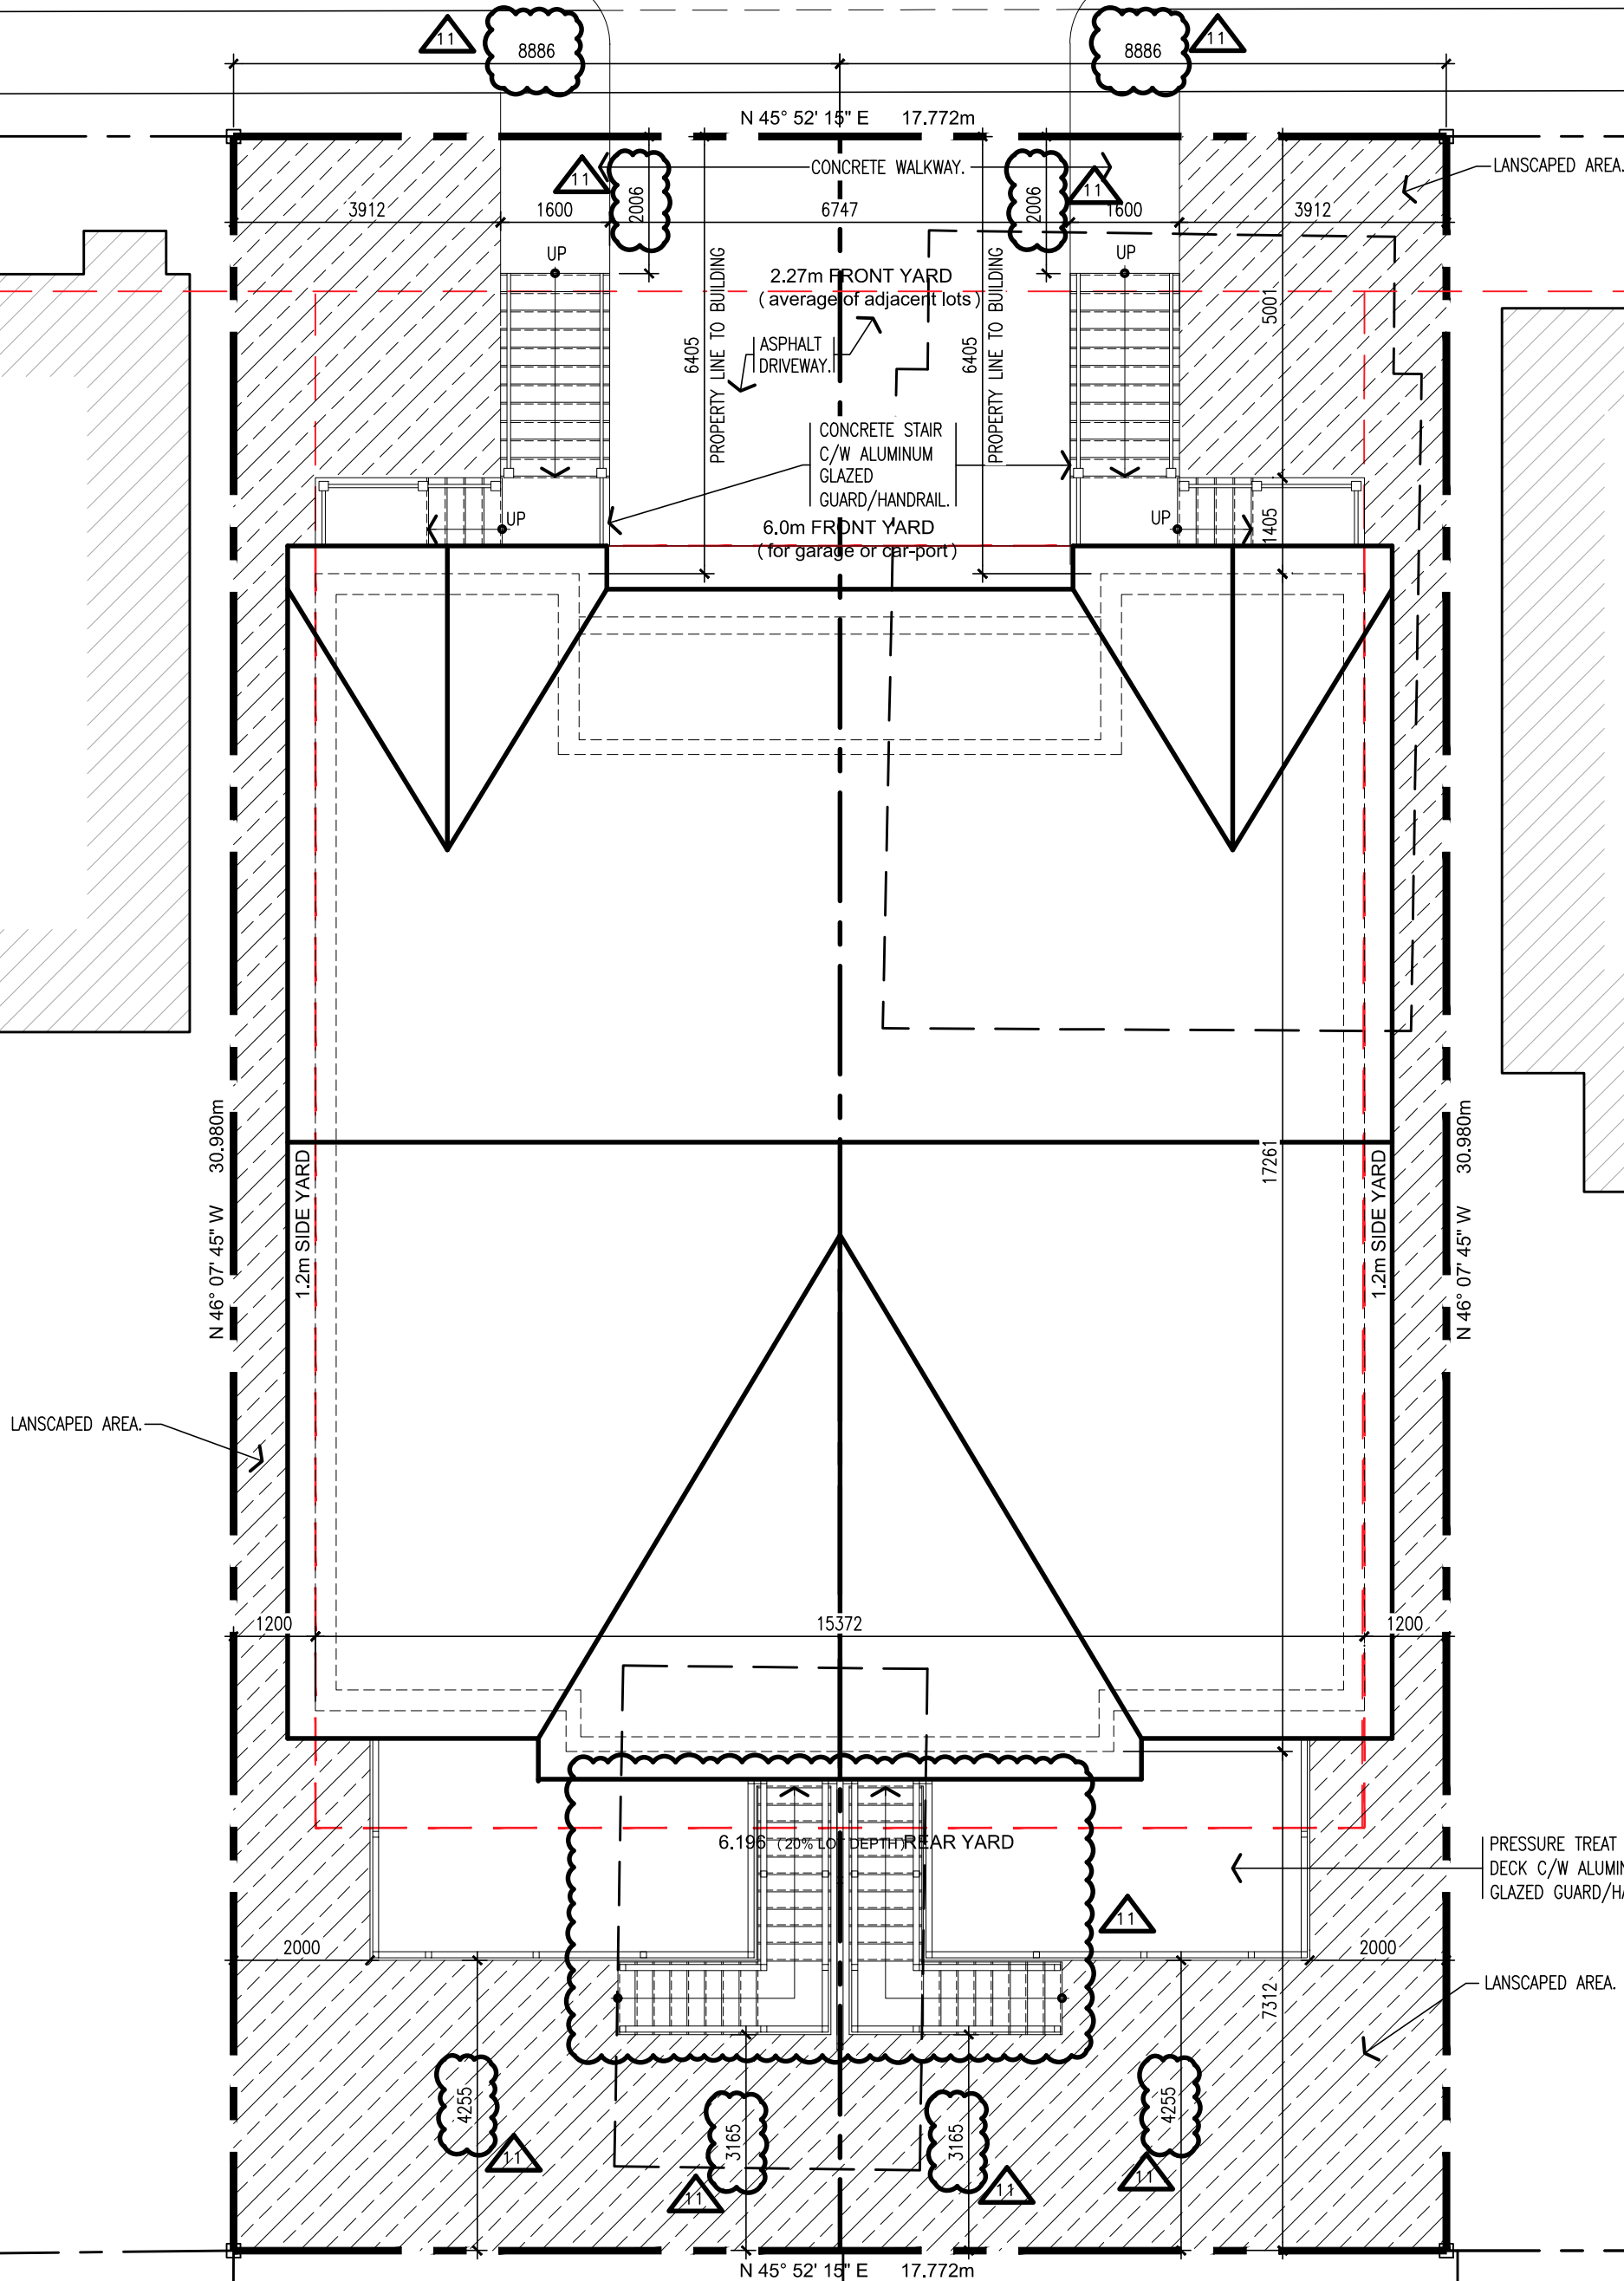 11
8886
8886
11
N 45° 52' 15" E 17.772m
11
2006
CONCRETE WALKWAY.
2006
11
LANSCAPED AREA.
3912
1600
6747
1600
3912
UP
UP
2.27m FRONT YARD
(average of adjacent lots)
5001
ASPHALT
DRIVEWAY.
6405
PROPERTY LINE TO BUILDING
6405
PROPERTY LINE TO BUILDING
CONCRETE STAIR
C/W ALUMINUM
GLAZED
GUARD/HANDRAIL.
UP
UP
6.0m FRONT YARD
(for garage or car-port)
1405
N 46° 07' 45" W 30.980m
1.2m SIDE YARD
17261
1.2m SIDE YARD
N 46° 07' 45" W 30.980m
LANSCAPED AREA.
1200
15372
1200
6.196 (20% LOT DEPTH) REAR YARD
PRESSURE TREAT
DECK C/W ALUMIN
GLAZED GUARD/HA
11
2000
2000
7312
LANSCAPED AREA.
4255
11
3165
11
3165
11
4255
11
N 45° 52' 15" E 17.772m